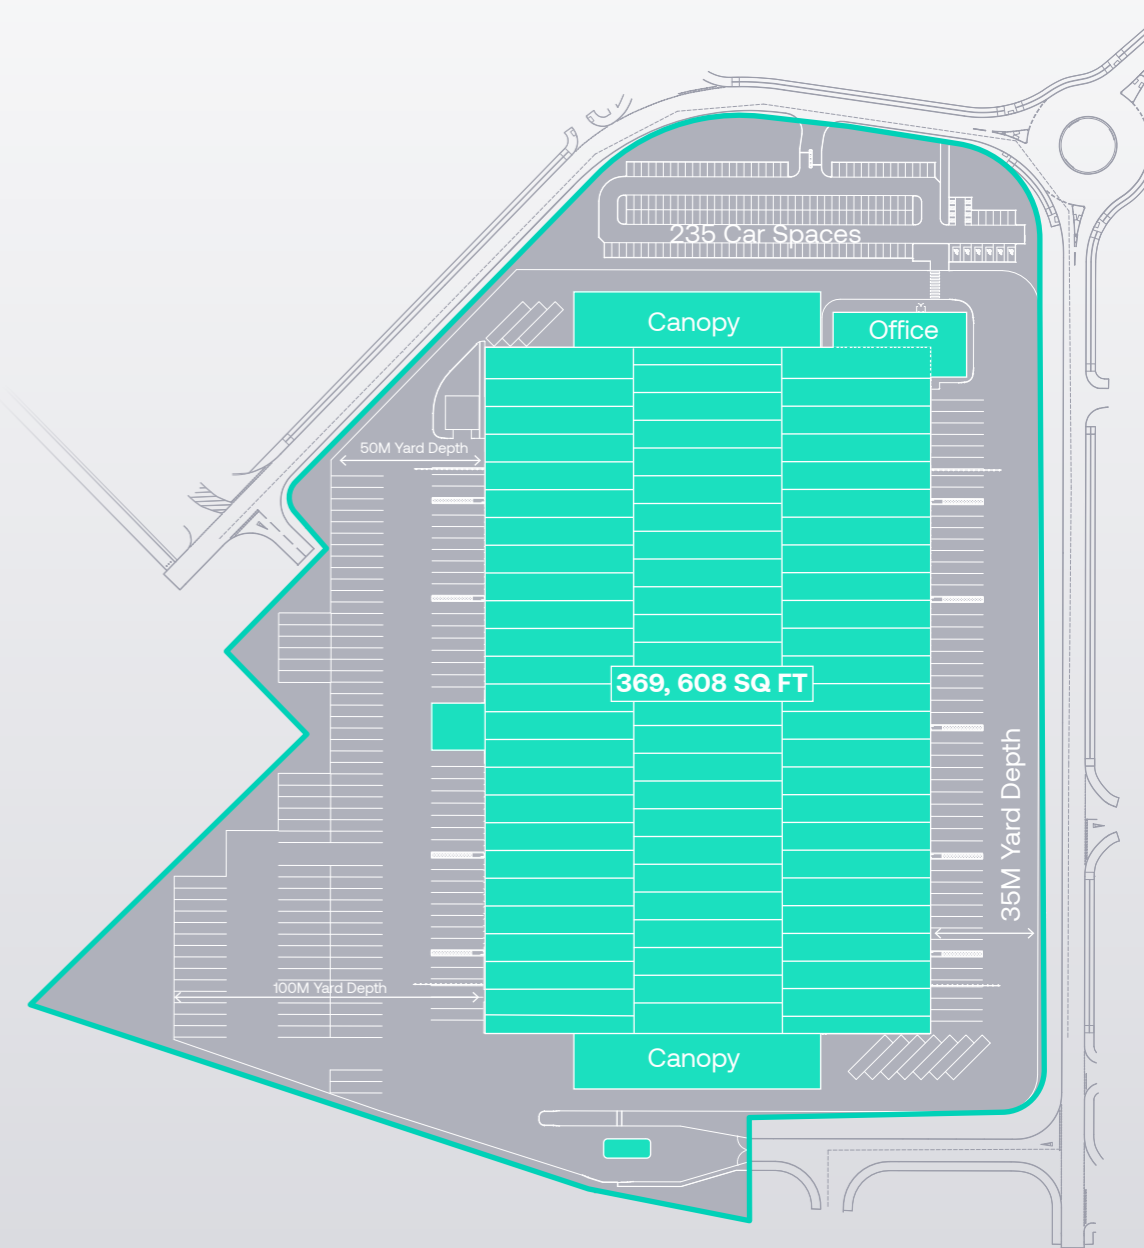 235 Car Spaces
Canopy
Office
50M Yard Depth
369, 608 SQ FT
35M Yard Depth
100M Yard Depth
Canopy